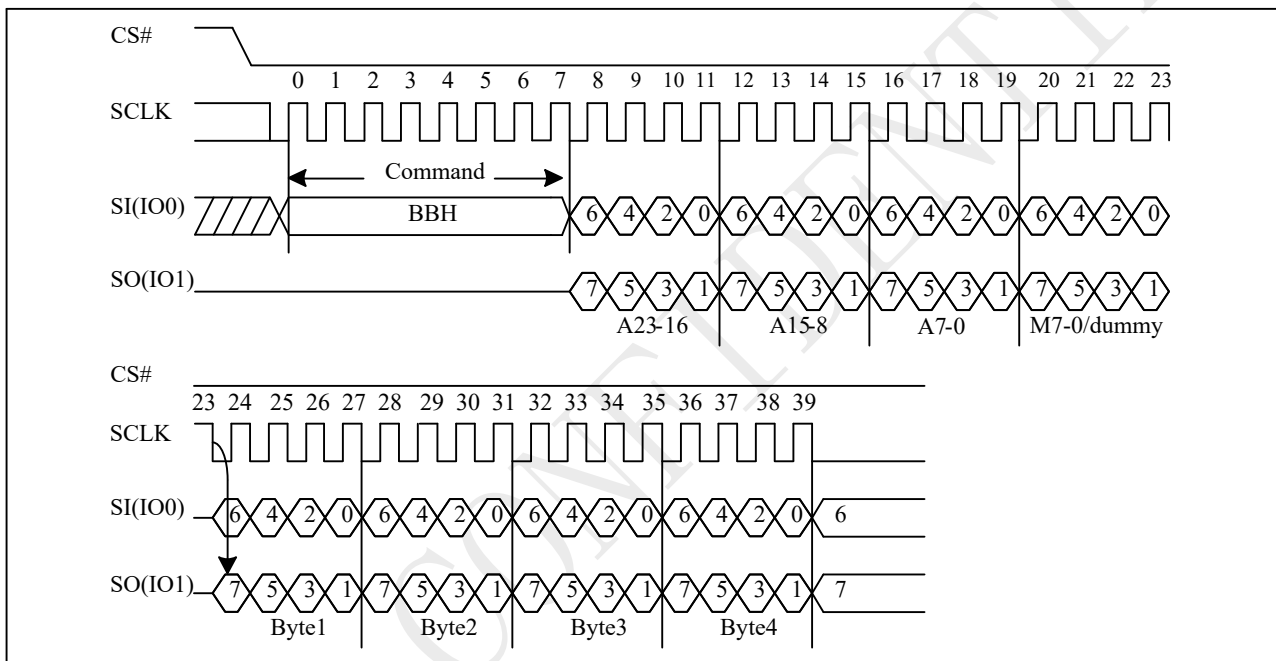 CS#
0 1 2 3 4 5 6 7 8 9 10 11 12 13 14 15 16 17 18 19 20 21 22 23
SCLK
Command
SI(IO0) BBH 6 4 2 0 6 4 2 0 6 4 2 0 6 4 2 0
SO(IO1) 7 5 3 1 7 5 3 1 7 5 3 1 7 5 3 1
A23-16 A15-8 A7-0 M7-0/dummy
CS#
23 24 25 26 27 28 29 30 31 32 33 34 35 36 37 38 39
SCLK
SI(IO0) 6 4 2 0 6 4 2 0 6 4 2 0 6 4 2 0 6
SO(IO1) 7 5 3 1 7 5 3 1 7 5 3 1 7 5 3 1 7
Byte1 Byte2 Byte3 Byte4
CONFIDENT